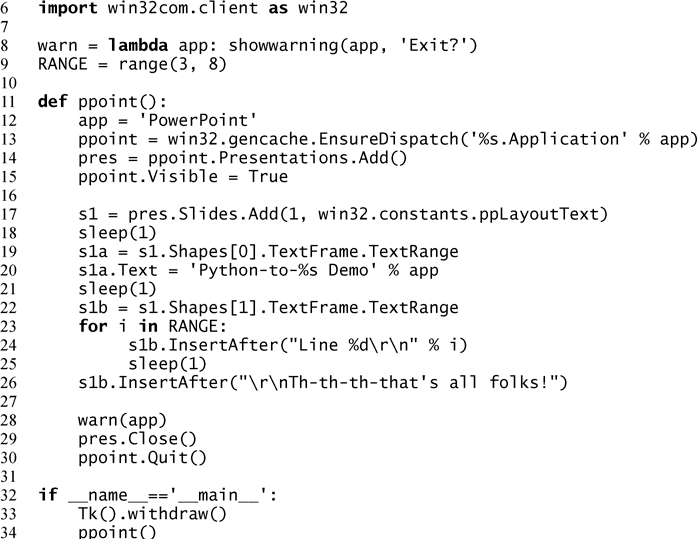 6 import win32com.client as win32
7
8 warn = lambda app: showwarning(app, 'Exit?')
9 RANGE = range(3, 8)
10
11 def ppoint():
12     app = 'PowerPoint'
13     ppoint = win32.gencache.EnsureDispatch('%s.Application' % app)
14     pres = ppoint.Presentations.Add()
15     ppoint.Visible = True
16
17     s1 = pres.Slides.Add(1, win32.constants.ppLayoutText)
18     sleep(1)
19     s1a = s1.Shapes[0].TextFrame.TextRange
20     s1a.Text = 'Python-to-%s Demo' % app
21     sleep(1)
22     s1b = s1.Shapes[1].TextFrame.TextRange
23     for i in RANGE:
24         s1b.InsertAfter("Line %d\r\n" % i)
25         sleep(1)
26     s1b.InsertAfter("\r\nTh-th-th-that's all folks!")
27
28     warn(app)
29     pres.Close()
30     ppoint.Quit()
31
32 if __name__=='__main__':
33     Tk().withdraw()
34     ppoint()